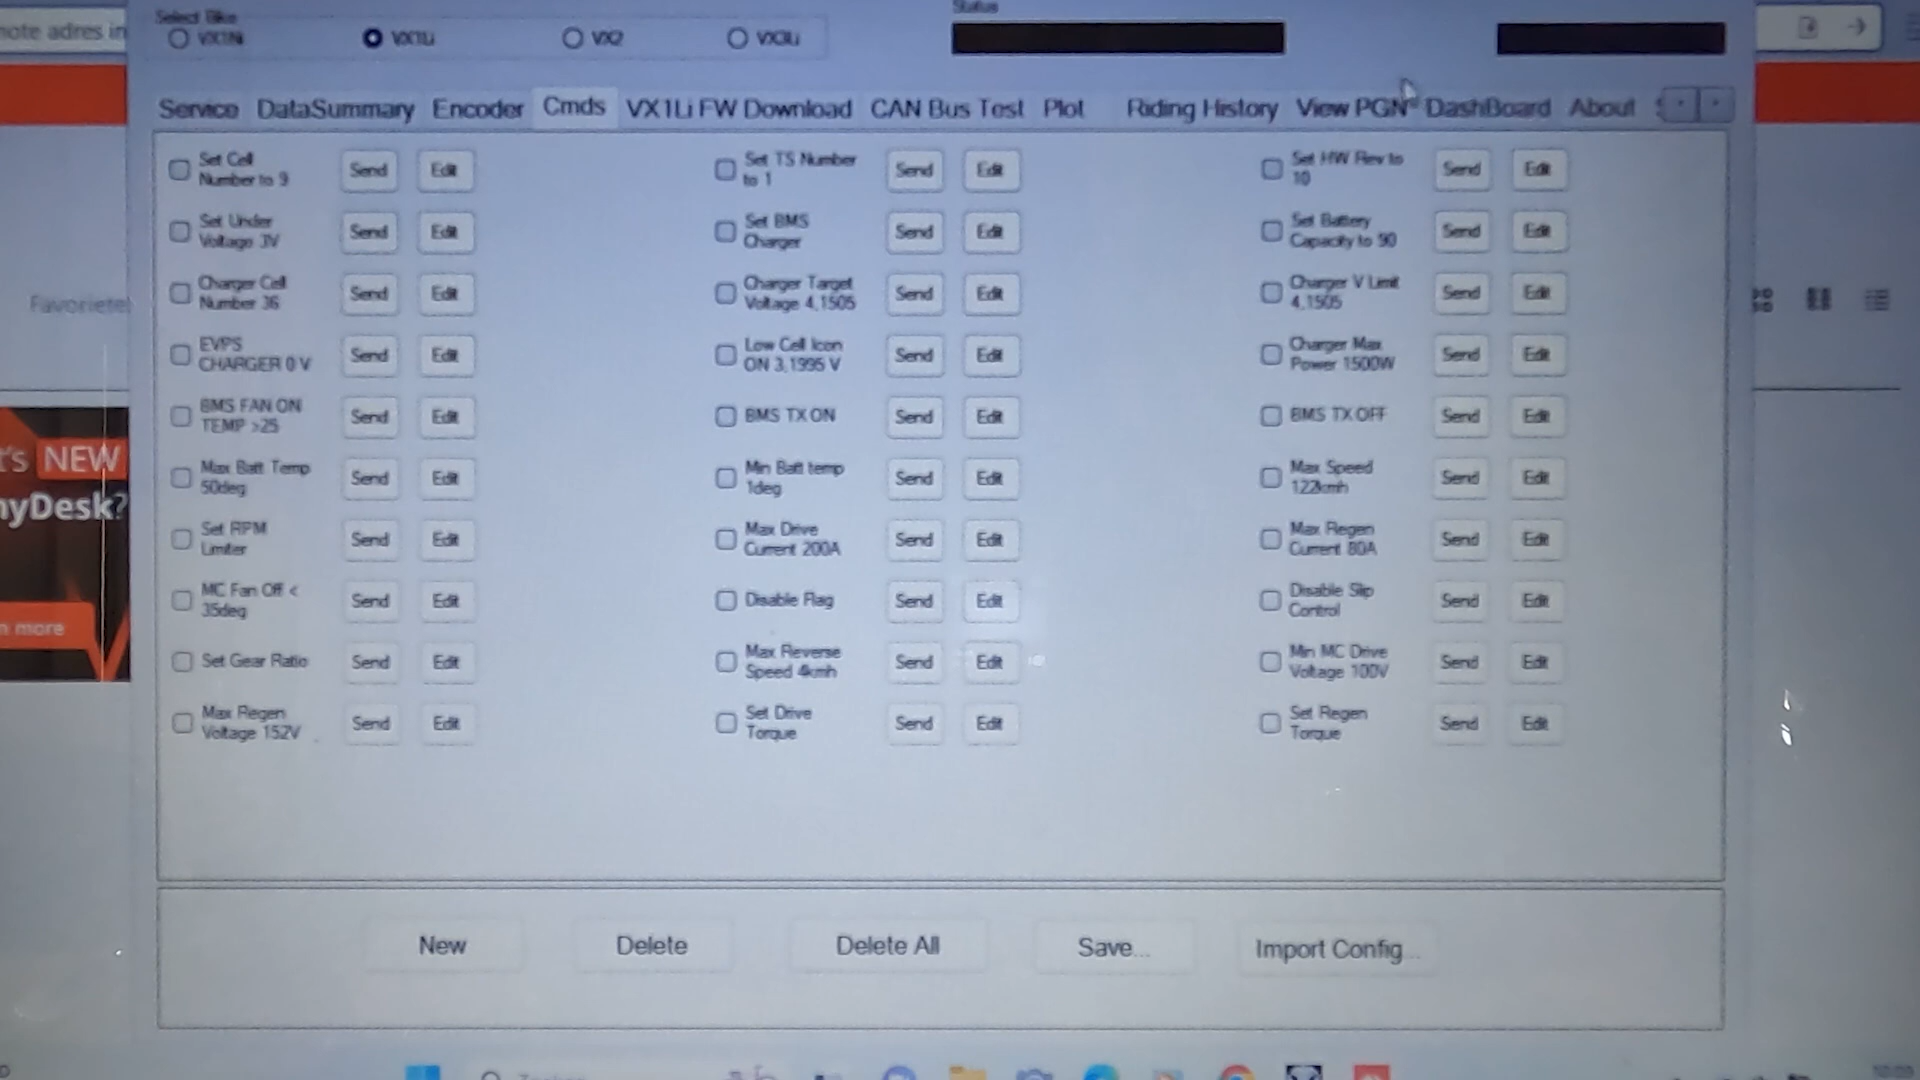 note adres in
Select Bike
VX1Ni
VX1Li
VX2
VX3Li
Status
Service
DataSummary
Encoder
Cmds
VX1Li FW Download
CAN Bus Test
Plot
Riding History
View PGN
DashBoard
About
Set Cell
Number to 9
Send
Edit
Set TS Number
to 1
Send
Edit
Set HW Rev to
10
Send
Edit
Set Under
Voltage 3V
Send
Edit
Set BMS
Charger
Send
Edit
Set Battery
Capacity to 90
Send
Edit
Charger Cell
Number 36
Send
Edit
Charger Target
Voltage 4,1505
Send
Edit
Charger V Limit
4,1505
Send
Edit
EVPS
CHARGER 0 V
Send
Edit
Low Cell Icon
ON 3,1995 V
Send
Edit
Charger Max
Power 1500W
Send
Edit
BMS FAN ON
TEMP >25
Send
Edit
BMS TX ON
Send
Edit
BMS TX OFF
Send
Edit
Max Batt Temp
50deg
Send
Edit
Min Batt temp
1deg
Send
Edit
Max Speed
122kmh
Send
Edit
Set RPM
Limiter
Send
Edit
Max Drive
Current 200A
Send
Edit
Max Regen
Current 80A
Send
Edit
MC Fan Off <
35deg
Send
Edit
Disable Flag
Send
Edit
Disable Slip
Control
Send
Edit
Set Gear Ratio
Send
Edit
Max Reverse
Speed 4kmh
Send
Edit
Min MC Drive
Voltage 100V
Send
Edit
Max Regen
Voltage 152V
Send
Edit
Set Drive
Torque
Send
Edit
Set Regen
Torque
Send
Edit
New
Delete
Delete All
Save...
Import Config...
Favoriete
t's NEW
nyDesk?
n more